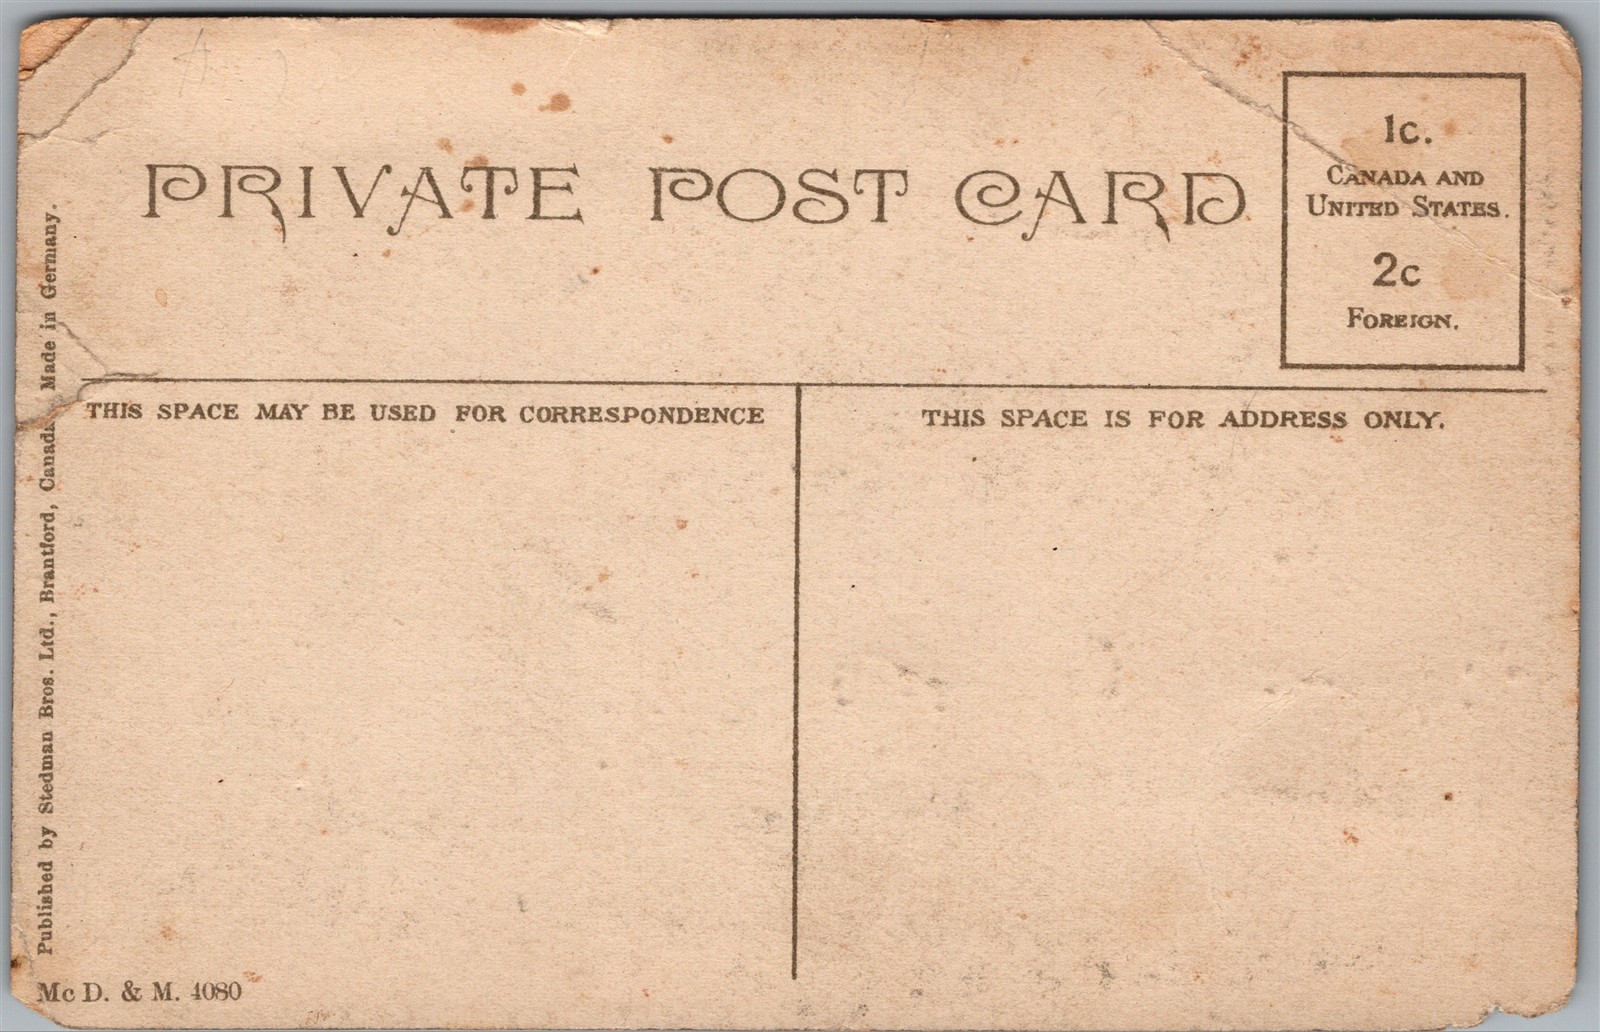 PRIVATE POST CARD
1c.
CANADA AND
UNITED STATES.
2c
FOREIGN.
THIS SPACE MAY BE USED FOR CORRESPONDENCE
THIS SPACE IS FOR ADDRESS ONLY.
Published by Stedman Bros. Ltd., Brantford, Canada Made in Germany.
Mc D. & M. 4080